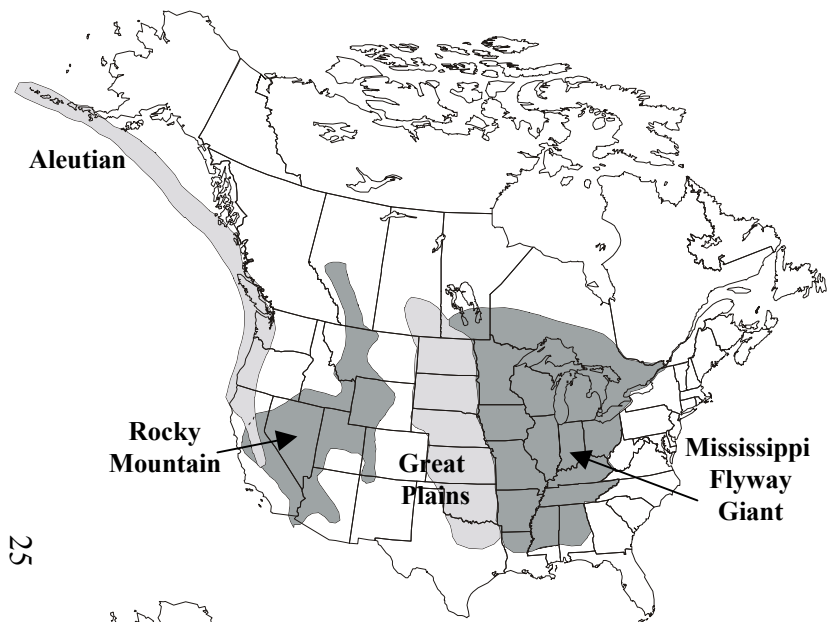 Aleutian
Rocky
Mountain
Great
Plains
Mississippi
Flyway
Giant
25